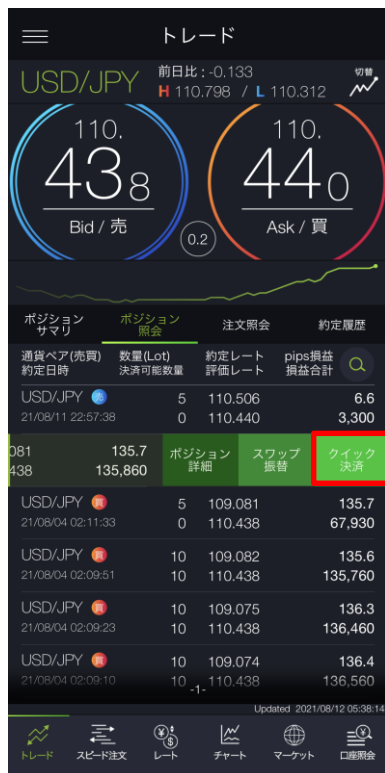 トレード
USD/JPY
前日比 : -0.133
H 110.798 / L 110.312
切替
110. 110.
438 440
Bid / 売 0.2 Ask / 買
ポジションサマリ ポジション照会 注文照会 約定履歴
通貨ペア(売買) 数量(Lot) 約定レート pips損益
約定日時 決済可能数量 評価レート 損益合計
USD/JPY 売 5 110.506 6.6
21/08/11 22:57:38 0 110.440 3,300
081 135.7 ポジション詳細 スワップ振替 クイック決済
438 135,860
USD/JPY 買 5 109.081 135.7
21/08/04 02:11:33 0 110.438 67,930
USD/JPY 買 10 109.082 135.6
21/08/04 02:09:51 10 110.438 135,760
USD/JPY 買 10 109.075 136.3
21/08/04 02:09:23 10 110.438 136,460
USD/JPY 買 10 109.074 136.4
21/08/04 02:09:10 10 110.438 136,560
-1-
Updated 2021/08/12 05:38:14
トレード スピード注文 レート チャート マーケット 口座照会